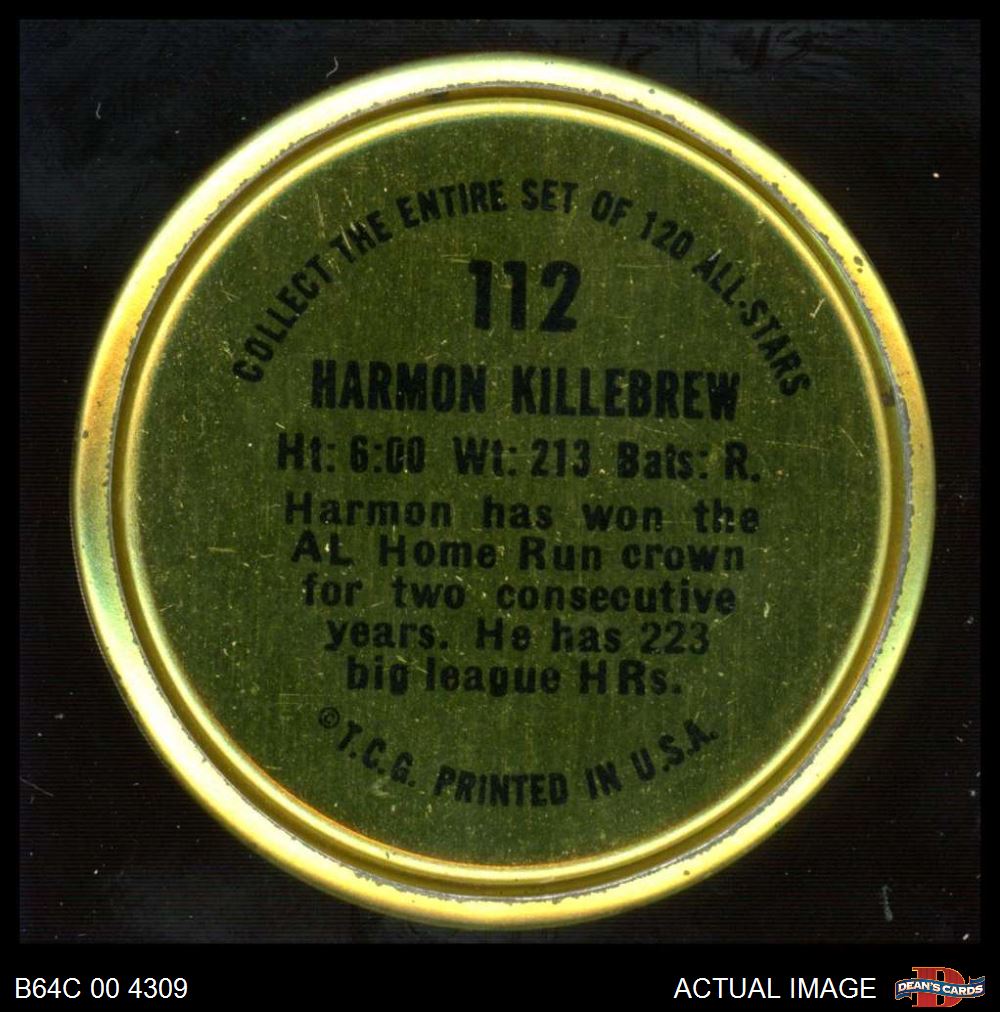 COLLECT THE ENTIRE SET OF 120 ALL-STARS
112
HARMON KILLEBREW
Ht: 6:00 Wt: 213 Bats: R.
Harmon has won the
AL Home Run crown
for two consecutive
years. He has 223
big league HRs.
© T.C.G. PRINTED IN U.S.A.
B64C 00 4309
ACTUAL IMAGE
D
DEAN'S CARDS